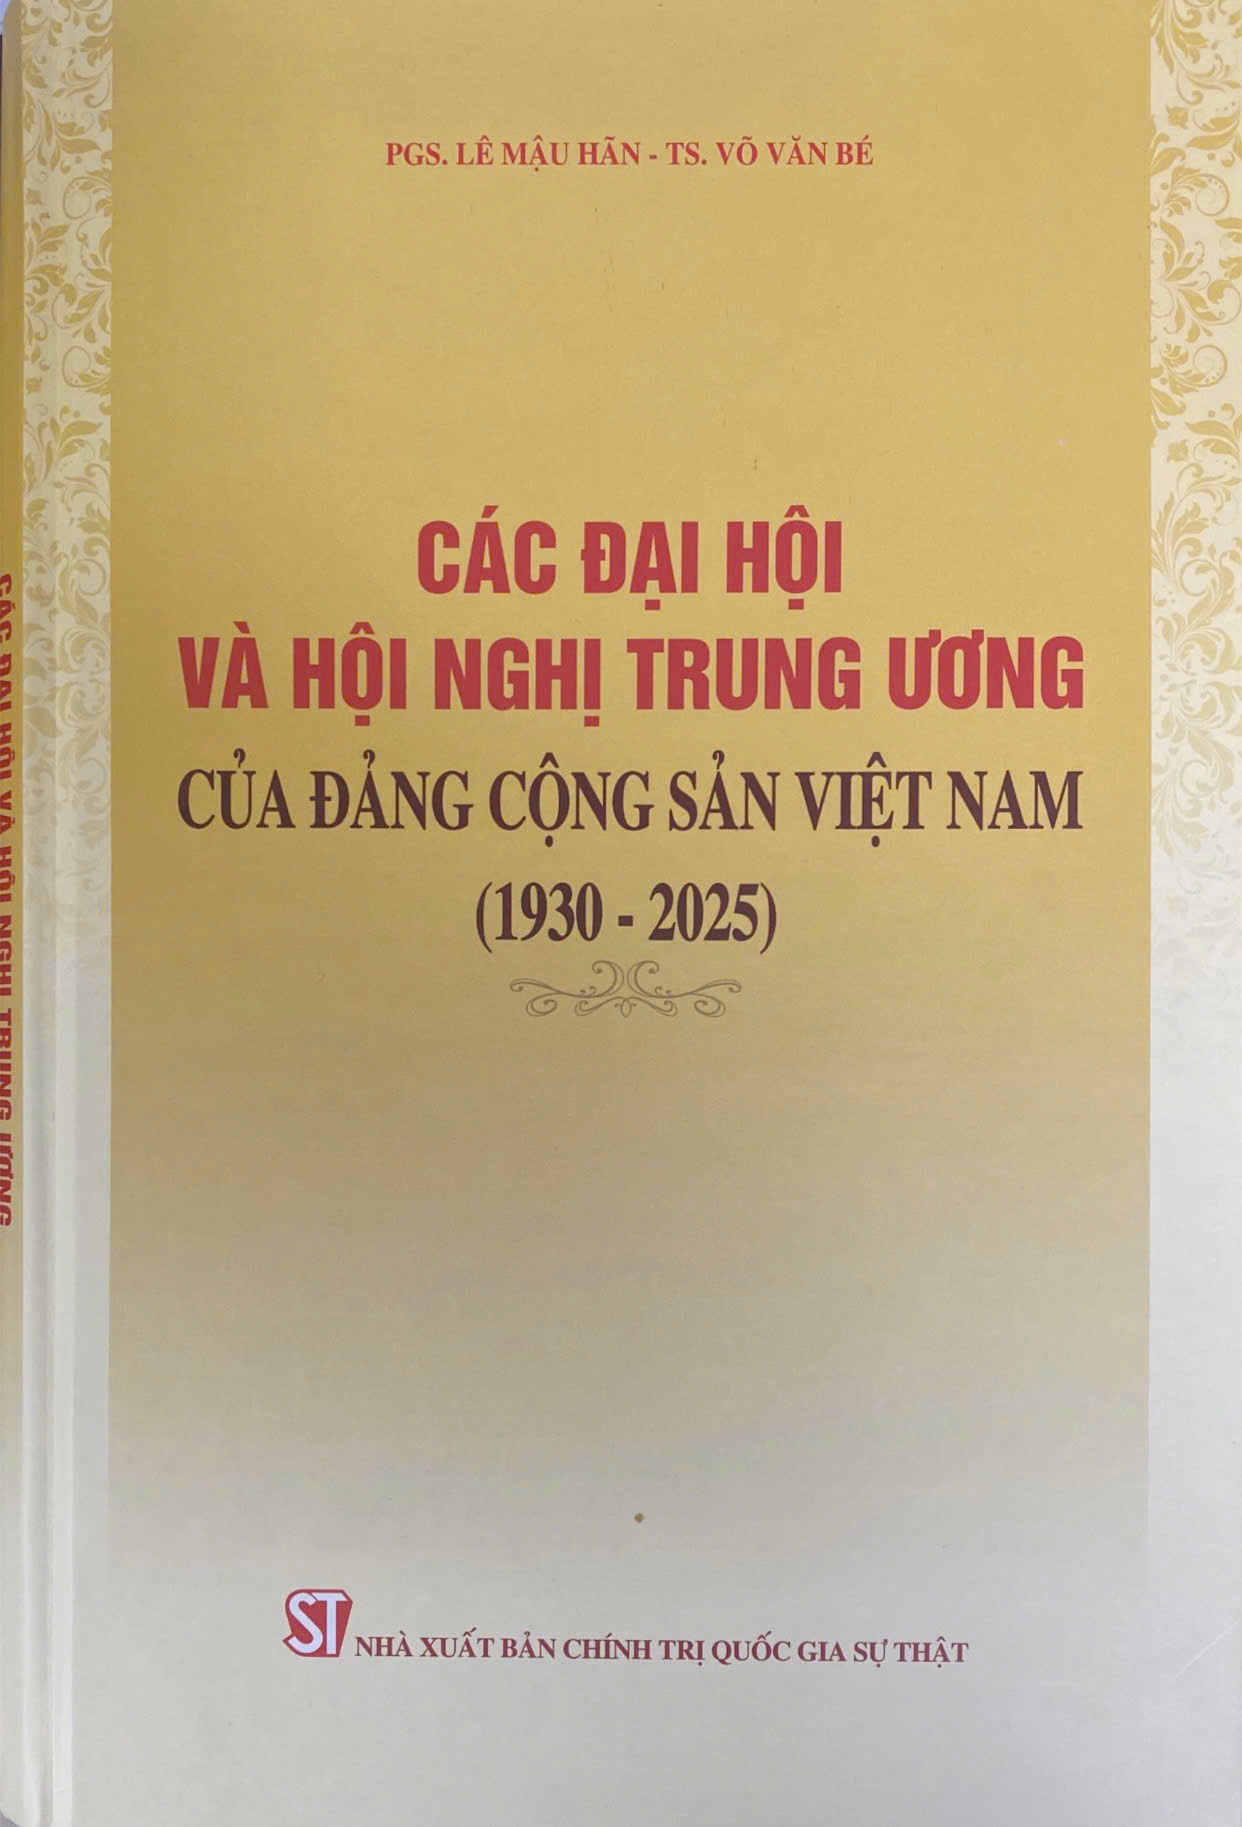 PGS. LÊ MẬU HÃN - TS. VÕ VĂN BÉ
CÁC ĐẠI HỘI
VÀ HỘI NGHỊ TRUNG ƯƠNG
CỦA ĐẢNG CỘNG SẢN VIỆT NAM
(1930 - 2025)
ST NHÀ XUẤT BẢN CHÍNH TRỊ QUỐC GIA SỰ THẬT
CÁC ĐẠI HỘI VÀ HỘI NGHỊ TRUNG ƯƠNG